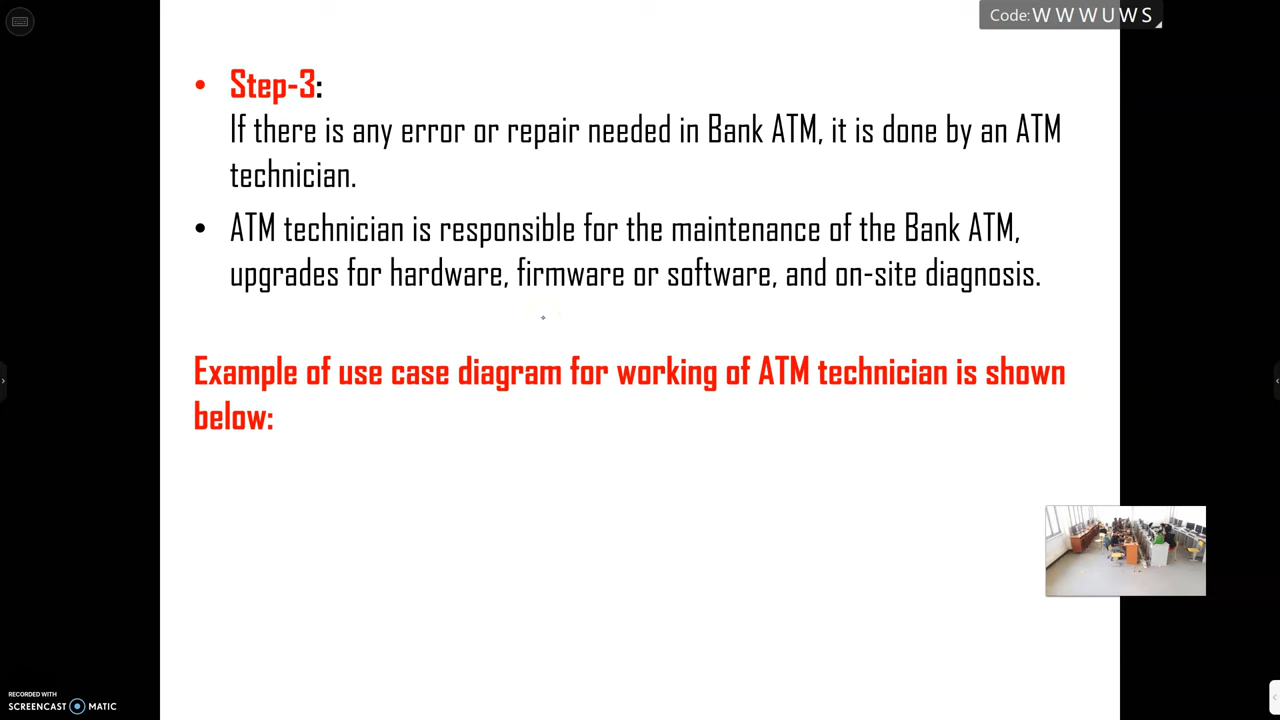 Code: W W W U W S
• Step-3:
If there is any error or repair needed in Bank ATM, it is done by an ATM
technician.
• ATM technician is responsible for the maintenance of the Bank ATM,
upgrades for hardware, firmware or software, and on-site diagnosis.
Example of use case diagram for working of ATM technician is shown
below:
RECORDED WITH
SCREENCAST MATIC